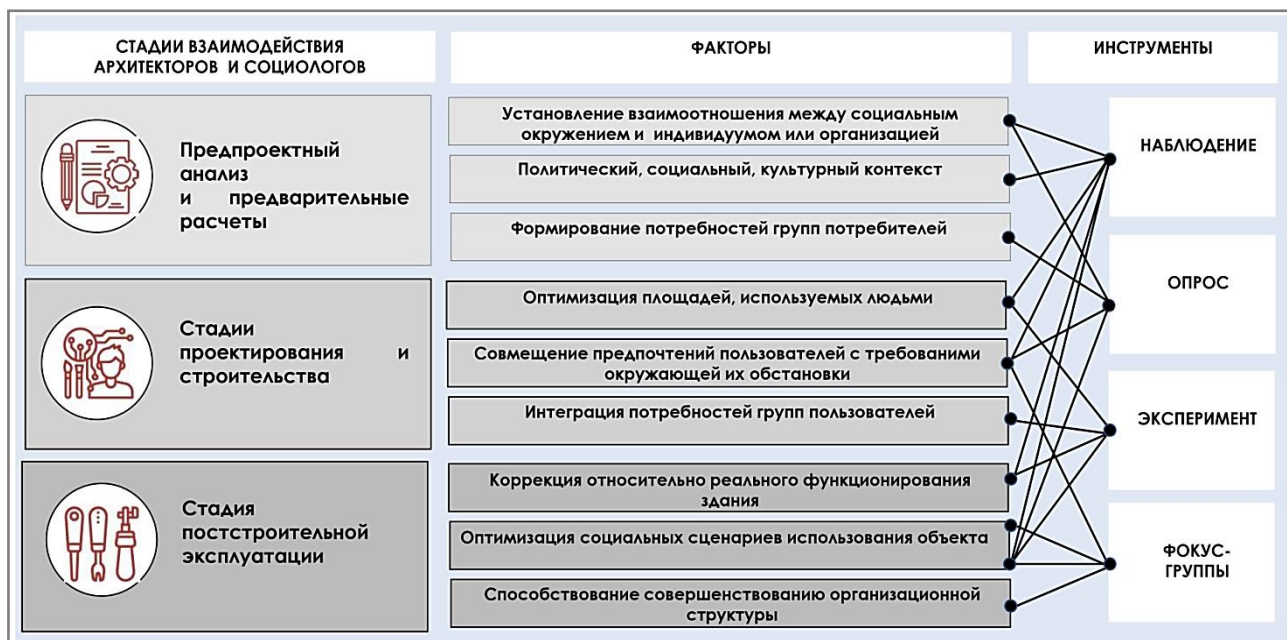 СТАДИИ ВЗАИМОДЕЙСТВИЯ
АРХИТЕКТОРОВ И СОЦИОЛОГОВ
ФАКТОРЫ
ИНСТРУМЕНТЫ
Предпроектный
анализ
и предварительные
расчеты
Установление взаимоотношения между социальным
окружением и индивидуумом или организацией
Политический, социальный, культурный контекст
Формирование потребностей групп потребителей
Стадии
проектирования и
строительства
Оптимизация площадей, используемых людьми
Совмещение предпочтений пользователей с требованиями
окружающей их обстановки
Интеграция потребностей групп пользователей
Стадия
постстроительной
эксплуатации
Коррекция относительно реального функционирования
здания
Оптимизация социальных сценариев использования объекта
Способствование совершенствованию организационной
структуры
НАБЛЮДЕНИЕ
ОПРОС
ЭКСПЕРИМЕНТ
ФОКУС-
ГРУППЫ